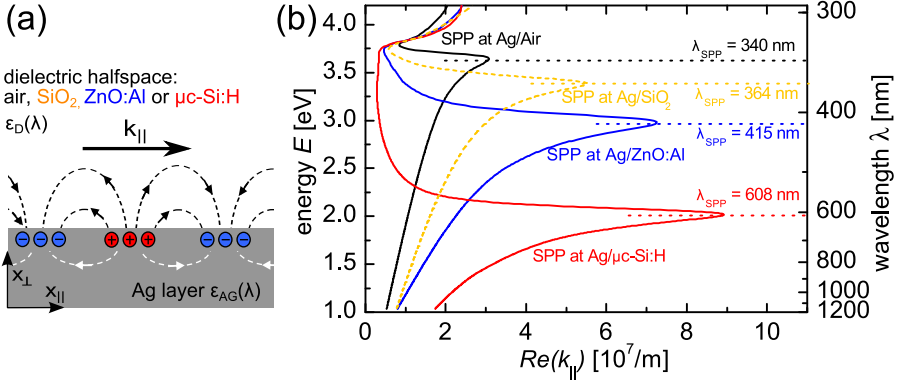 (a)
dielectric halfspace:
air, SiO2, ZnO:Al or µc-Si:H
εD(λ)
k||
− − − + + + − − −
x⊥
x||
Ag layer εAG(λ)
(b)
4.0
3.5
3.0
2.5
2.0
1.5
1.0
energy E [eV]
0 2 4 6 8 10
Re(k||) [10^7/m]
300
400
600
800
1000
1200
wavelength λ [nm]
SPP at Ag/Air
λSPP = 340 nm
SPP at Ag/SiO2
λSPP = 364 nm
SPP at Ag/ZnO:Al
λSPP = 415 nm
λSPP = 608 nm
SPP at Ag/µc-Si:H